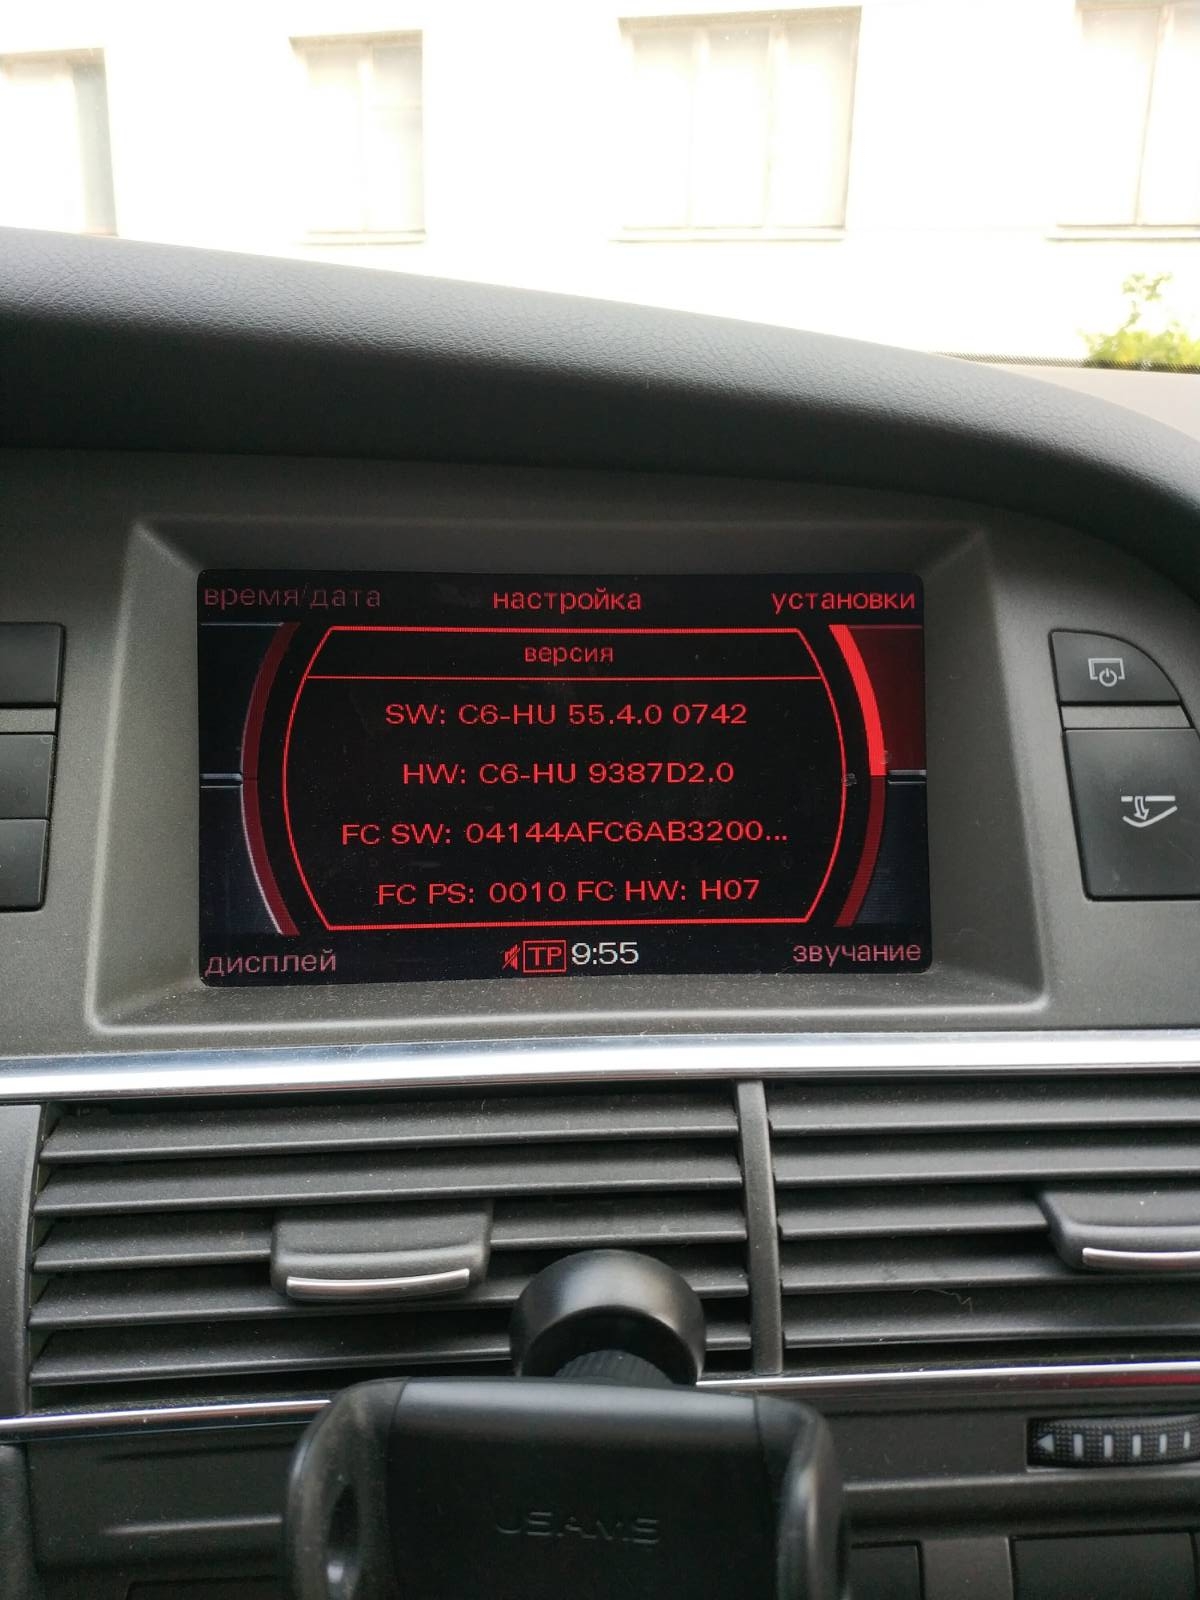 время/дата настройка установки
версия
SW: C6-HU 55.4.0 0742
HW: C6-HU 9387D2.0
FC SW: 04144AFC6AB3200...
FC PS: 0010 FC HW: H07
дисплей TP 9:55 звучание
USAMS